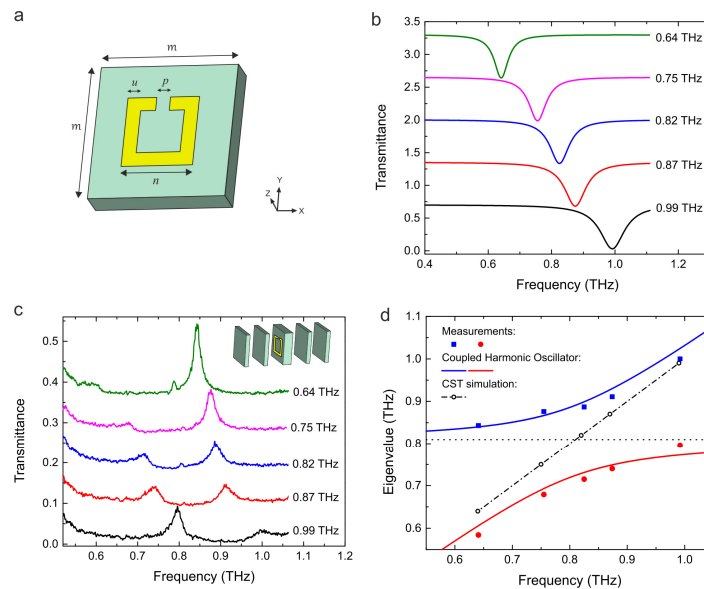 a
m
m
u
p
n
Y
Z
X
b
3.5
3.0
2.5
2.0
1.5
1.0
0.5
0.0
Transmittance
0.64 THz
0.75 THz
0.82 THz
0.87 THz
0.99 THz
0.4 0.6 0.8 1.0 1.2
Frequency (THz)
c
0.5
0.4
0.3
0.2
0.1
0.0
Transmittance
0.64 THz
0.75 THz
0.82 THz
0.87 THz
0.99 THz
0.6 0.7 0.8 0.9 1.0 1.1 1.2
Frequency (THz)
d
1.1
1.0
0.9
0.8
0.7
0.6
Eigenvalue (THz)
Measurements:
Coupled Harmonic Oscillator:
CST simulation:
0.6 0.7 0.8 0.9 1.0
Frequency (THz)